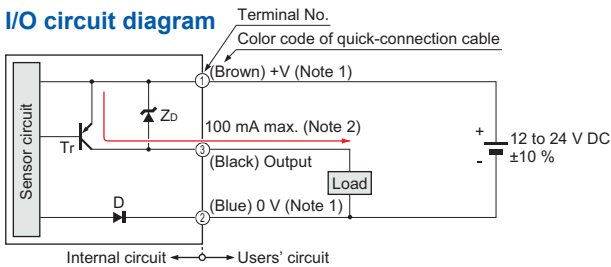 I/O circuit diagram
Terminal No.
Color code of quick-connection cable
1
(Brown) +V (Note 1)
Sensor circuit
Tr
ZD
100 mA max. (Note 2)
3
(Black) Output
Load
+
-
12 to 24 V DC
±10 %
D
(Blue) 0 V (Note 1)
2
Internal circuit
Users' circuit